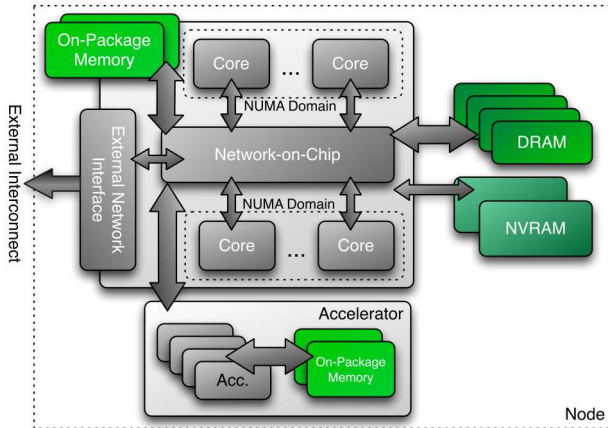 On-Package
Memory
Core
...
Core
NUMA Domain
External Interconnect
External Network
Interface
Network-on-Chip
DRAM
NUMA Domain
Core
...
Core
NVRAM
Accelerator
Acc.
On-Package
Memory
Node